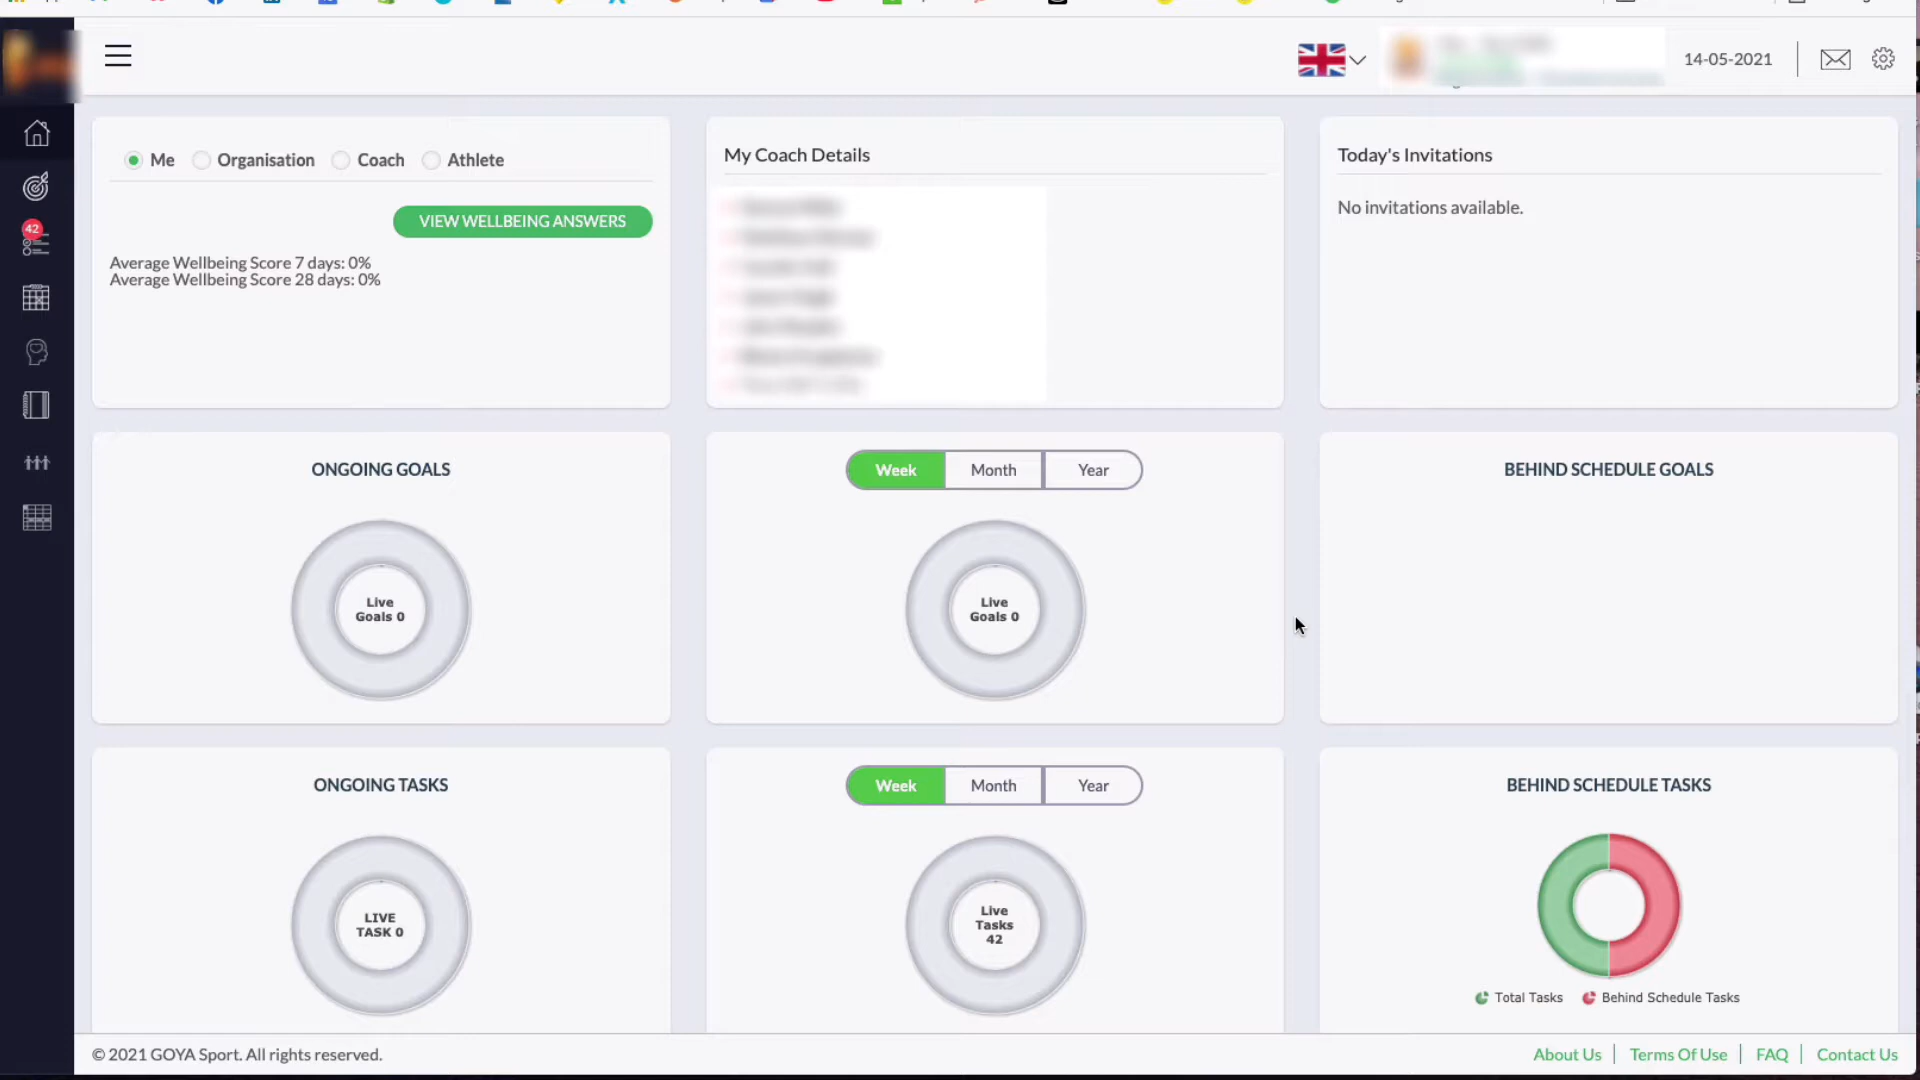 14-05-2021
Me Organisation Coach Athlete
VIEW WELLBEING ANSWERS
Average Wellbeing Score 7 days: 0%
Average Wellbeing Score 28 days: 0%
My Coach Details
Today's Invitations
No invitations available.
42
ONGOING GOALS
Live
Goals 0
Week Month Year
Live
Goals 0
BEHIND SCHEDULE GOALS
ONGOING TASKS
LIVE
TASK 0
Week Month Year
Live
Tasks
42
BEHIND SCHEDULE TASKS
Total Tasks Behind Schedule Tasks
© 2021 GOYA Sport. All rights reserved.
About Us Terms Of Use FAQ Contact Us